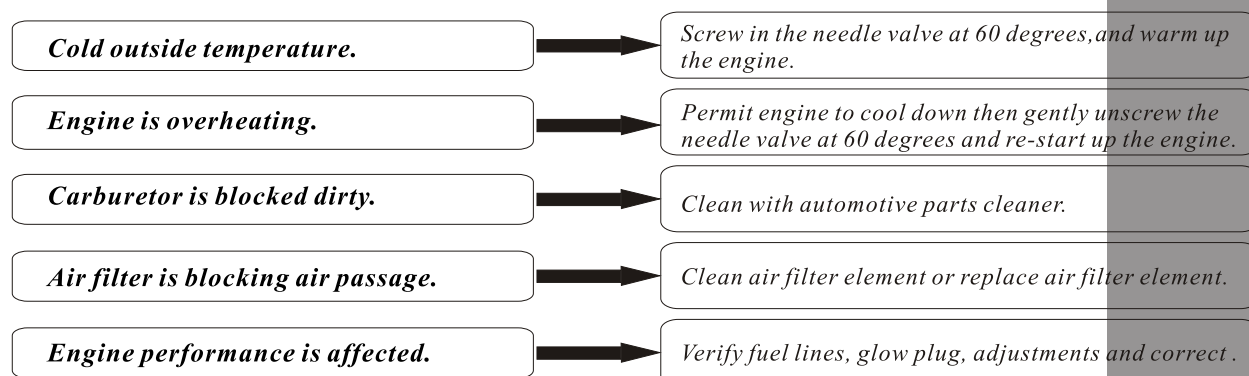 Cold outside temperature.
Screw in the needle valve at 60 degrees,and warm up
the engine.
Engine is overheating.
Permit engine to cool down then gently unscrew the
needle valve at 60 degrees and re-start up the engine.
Carburetor is blocked dirty.
Clean with automotive parts cleaner.
Air filter is blocking air passage.
Clean air filter element or replace air filter element.
Engine performance is affected.
Verify fuel lines, glow plug, adjustments and correct .